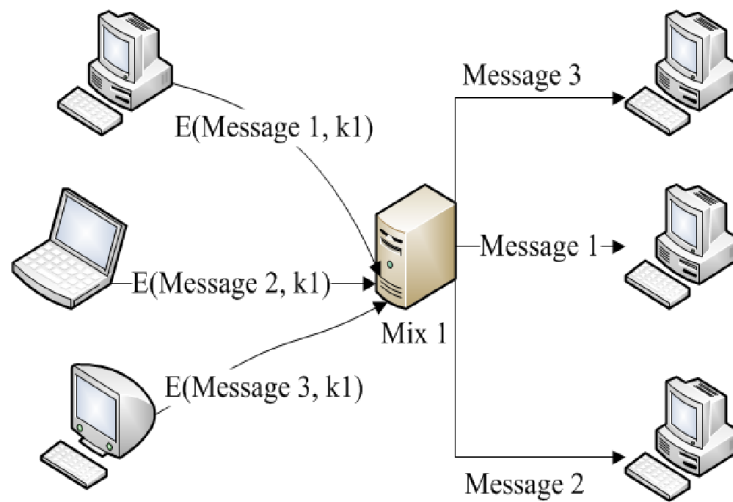 Message 3
E(Message 1, k1)
Message 1
E(Message 2, k1)
Mix 1
E(Message 3, k1)
Message 2